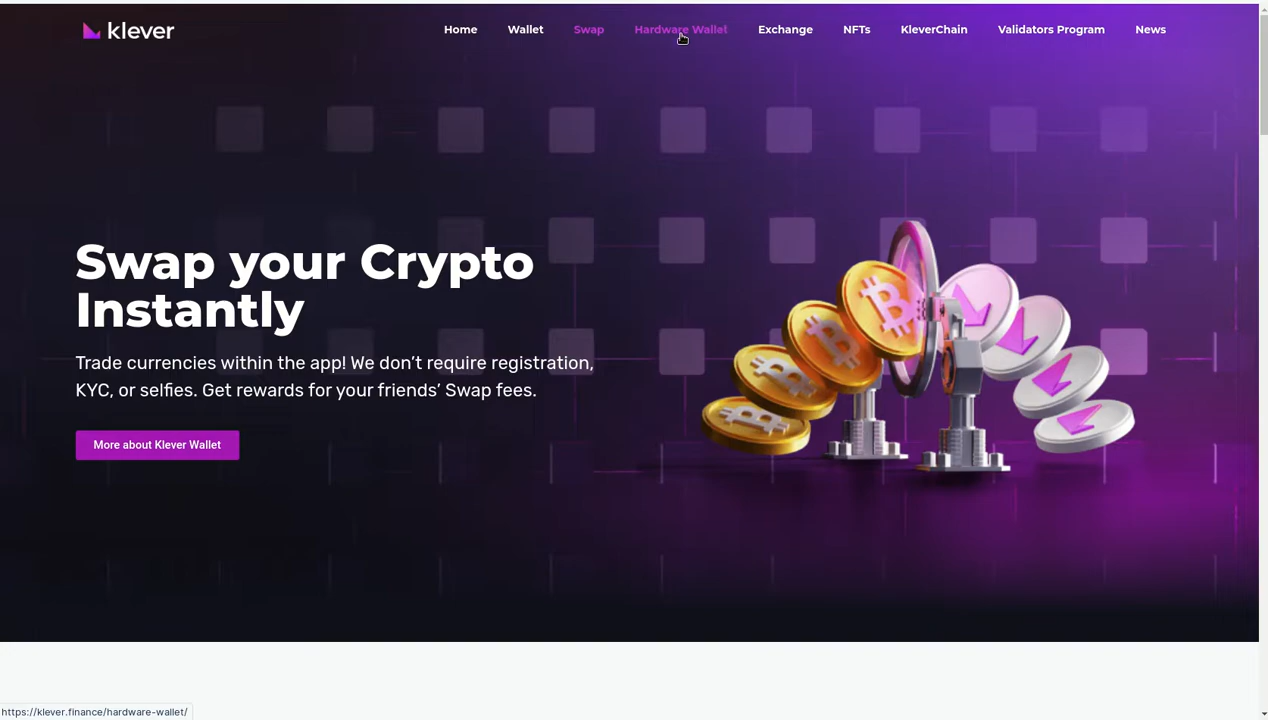 klever
Home Wallet Swap Hardware Wallet Exchange NFTs KleverChain Validators Program News
Swap your Crypto
Instantly
Trade currencies within the app! We don’t require registration,
KYC, or selfies. Get rewards for your friends’ Swap fees.
More about Klever Wallet
https://klever.finance/hardware-wallet/